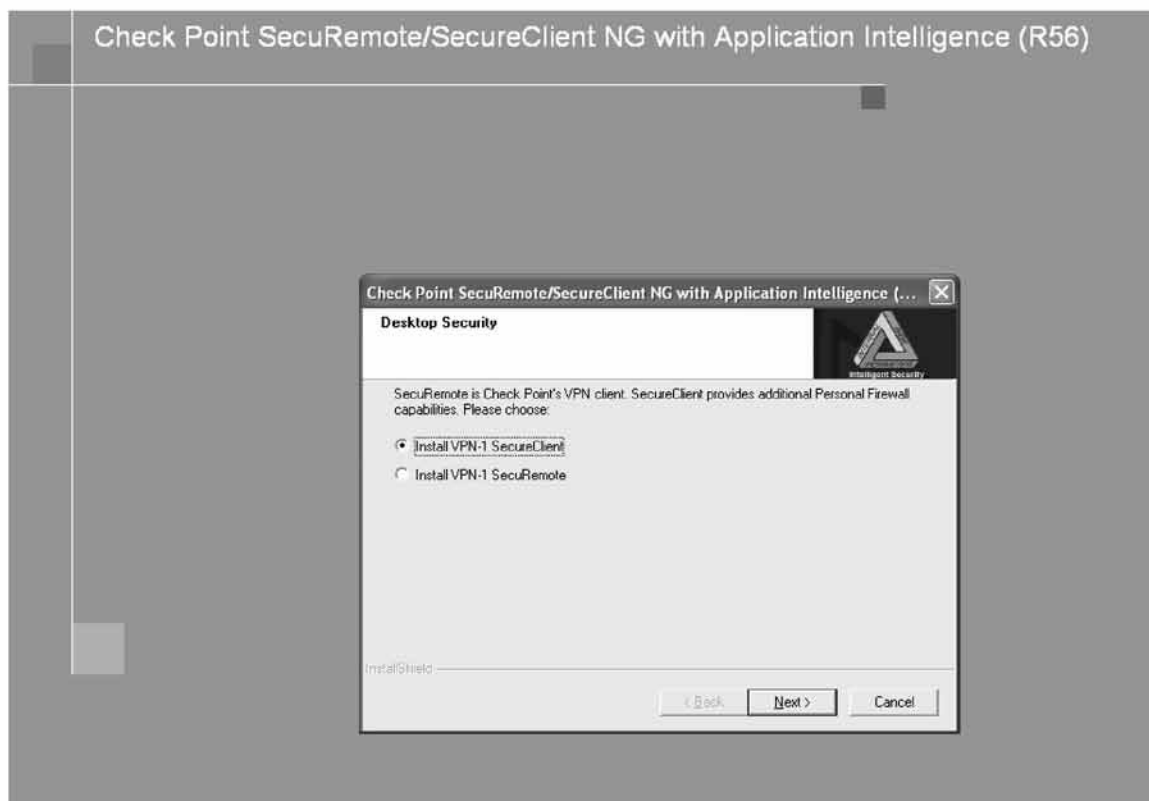 Check Point SecuRemote/SecureClient NG with Application Intelligence (R56)
Check Point SecuRemote/SecureClient NG with Application Intelligence (...
Desktop Security
Intelligent Security
SecuRemote is Check Point's VPN client. SecureClient provides additional Personal Firewall
capabilities. Please choose:
Install VPN-1 SecureClient
Install VPN-1 SecuRemote
InstallShield
< Back
Next >
Cancel